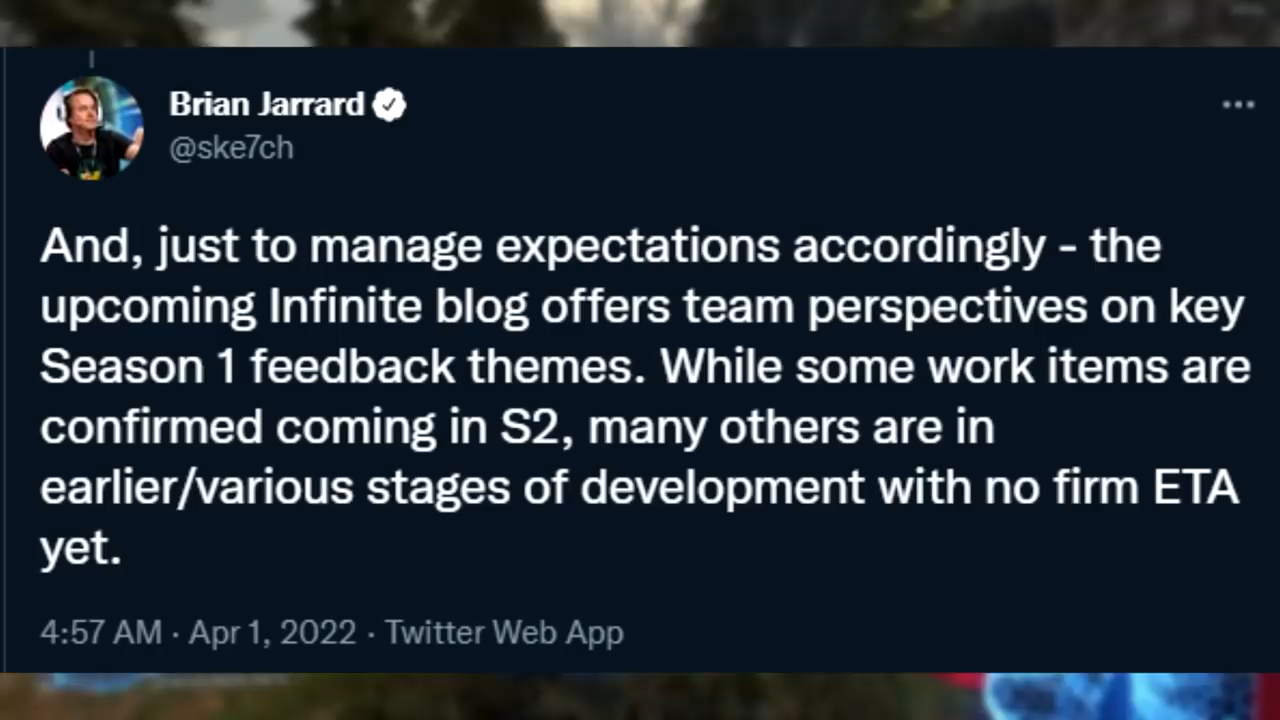 Brian Jarrard
@ske7ch
And, just to manage expectations accordingly - the
upcoming Infinite blog offers team perspectives on key
Season 1 feedback themes. While some work items are
confirmed coming in S2, many others are in
earlier/various stages of development with no firm ETA
yet.
4:57 AM · Apr 1, 2022 · Twitter Web App